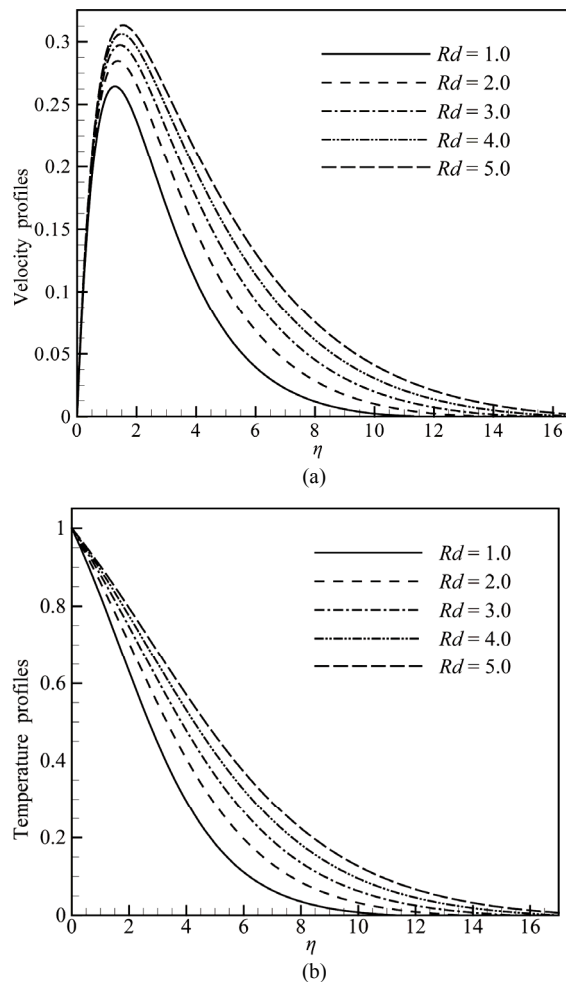 0.3
0.25
0.2
0.15
0.1
0.05
0
Velocity profiles
Rd = 1.0
Rd = 2.0
Rd = 3.0
Rd = 4.0
Rd = 5.0
0 2 4 6 8 10 12 14 16
η
(a)
1
0.8
0.6
0.4
0.2
0
Temperature profiles
Rd = 1.0
Rd = 2.0
Rd = 3.0
Rd = 4.0
Rd = 5.0
0 2 4 6 8 10 12 14 16
η
(b)